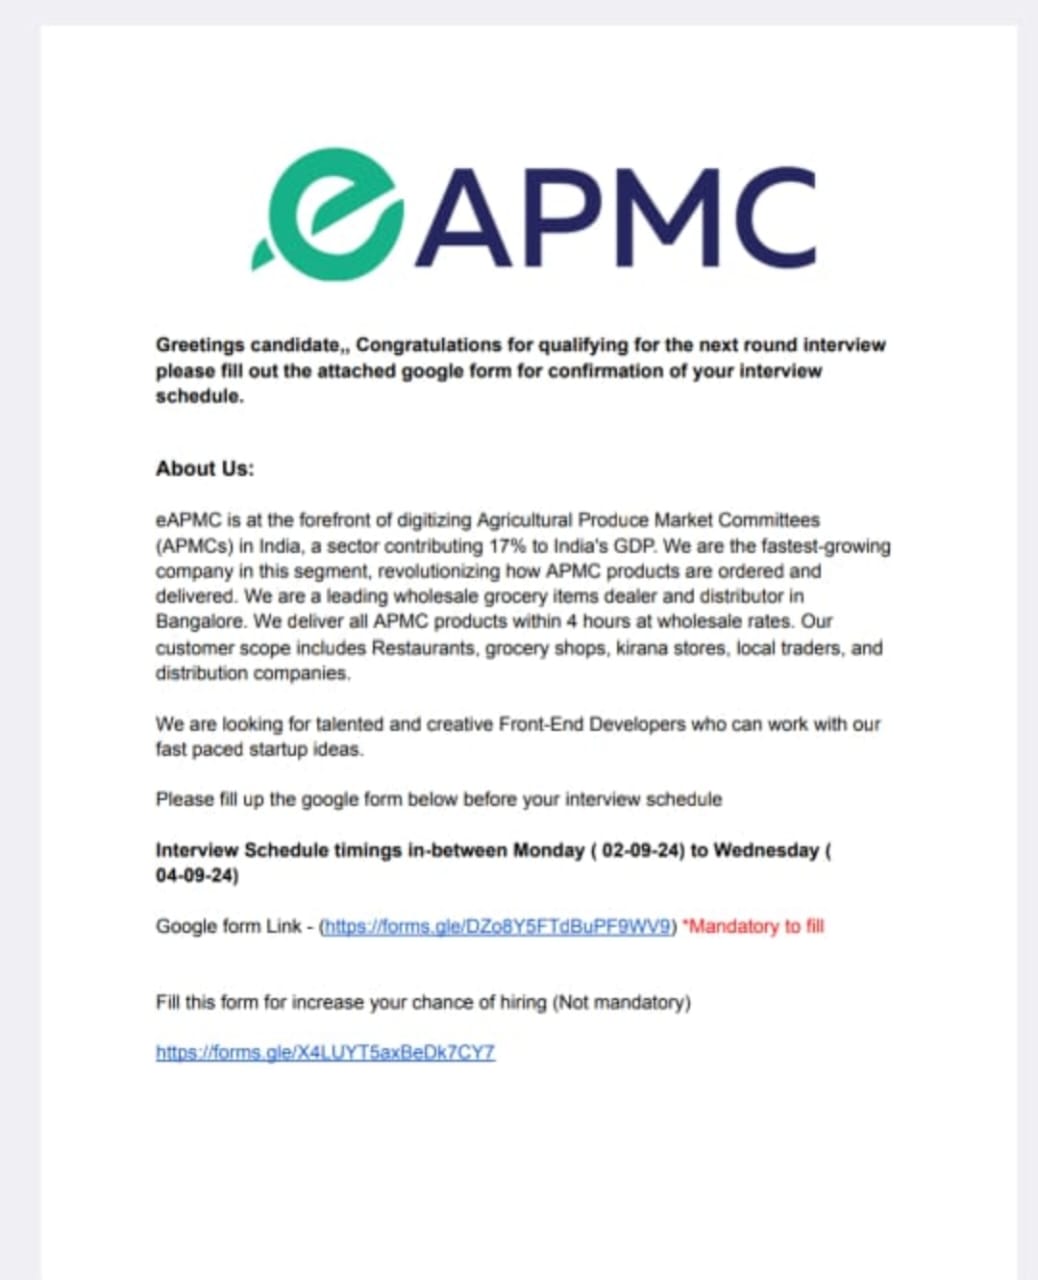 eAPMC
Greetings candidate,, Congratulations for qualifying for the next round interview
please fill out the attached google form for confirmation of your interview
schedule.
About Us:
eAPMC is at the forefront of digitizing Agricultural Produce Market Committees
(APMCs) in India, a sector contributing 17% to India's GDP. We are the fastest-growing
company in this segment, revolutionizing how APMC products are ordered and
delivered. We are a leading wholesale grocery items dealer and distributor in
Bangalore. We deliver all APMC products within 4 hours at wholesale rates. Our
customer scope includes Restaurants, grocery shops, kirana stores, local traders, and
distribution companies.
We are looking for talented and creative Front-End Developers who can work with our
fast paced startup ideas.
Please fill up the google form below before your interview schedule
Interview Schedule timings in-between Monday ( 02-09-24) to Wednesday (
04-09-24)
Google form Link - (https://forms.gle/DZo8Y5FTdBuPF9WV9) *Mandatory to fill
Fill this form for increase your chance of hiring (Not mandatory)
https://forms.gle/X4LUYT5axBeDk7CY7